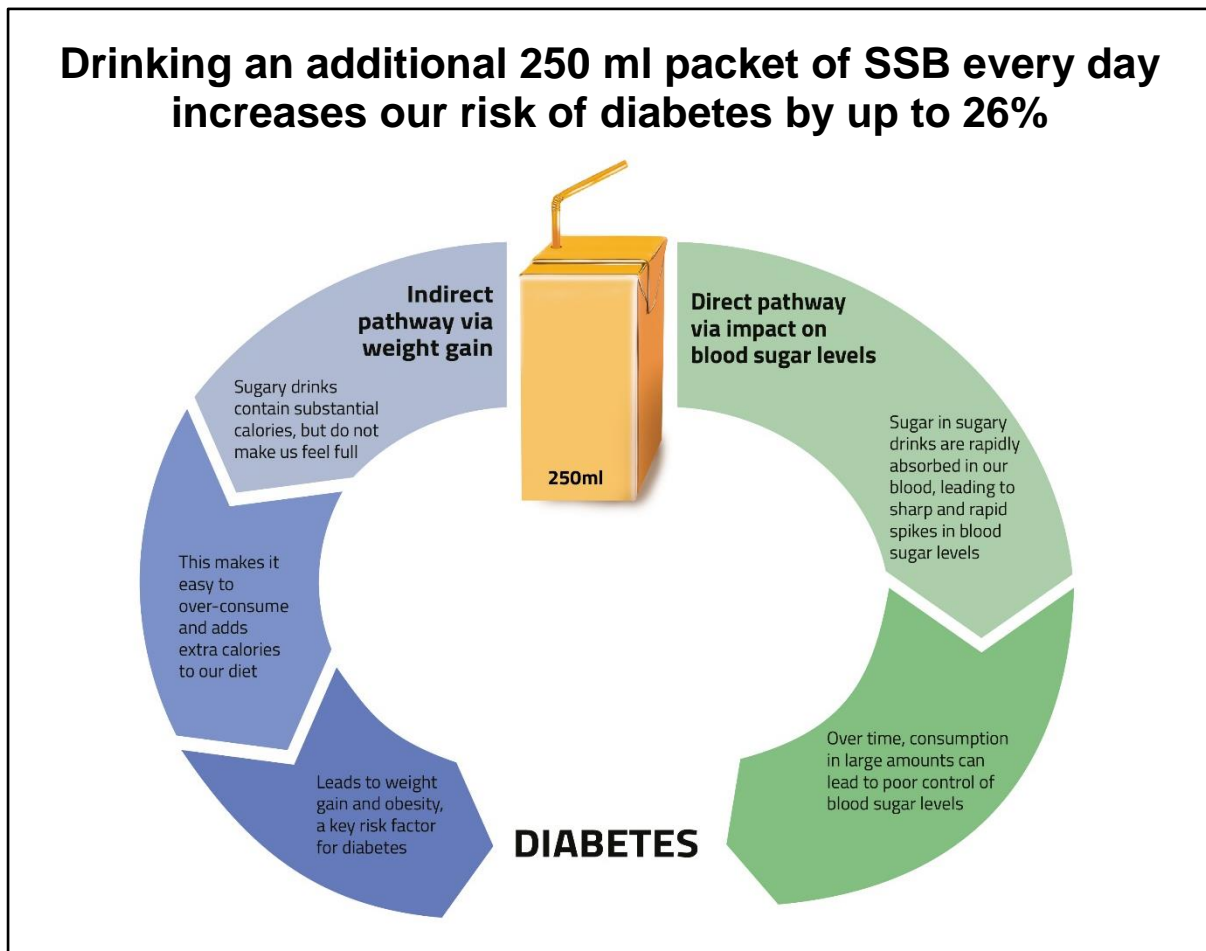 Drinking an additional 250 ml packet of SSB every day
increases our risk of diabetes by up to 26%
Indirect
pathway via
weight gain
Sugary drinks
contain substantial
calories, but do not
make us feel full
This makes it
easy to
over-consume
and adds
extra calories
to our diet
Leads to weight
gain and obesity,
a key risk factor
for diabetes
250ml
Direct pathway
via impact on
blood sugar levels
Sugar in sugary
drinks are rapidly
absorbed in our
blood, leading to
sharp and rapid
spikes in blood
sugar levels
Over time, consumption
in large amounts can
lead to poor control of
blood sugar levels
DIABETES